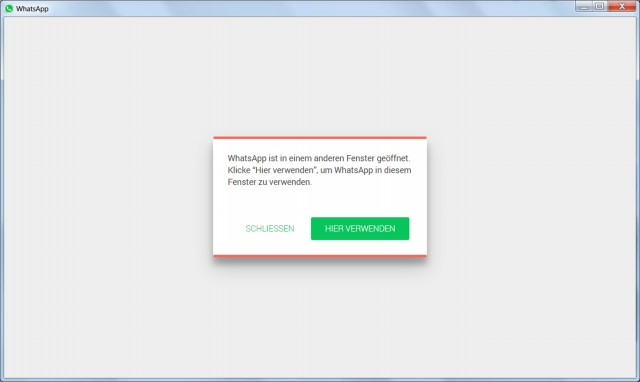 WhatsApp
WhatsApp ist in einem anderen Fenster geöffnet.
Klicke “Hier verwenden”, um WhatsApp in diesem
Fenster zu verwenden.
SCHLIESSEN HIER VERWENDEN